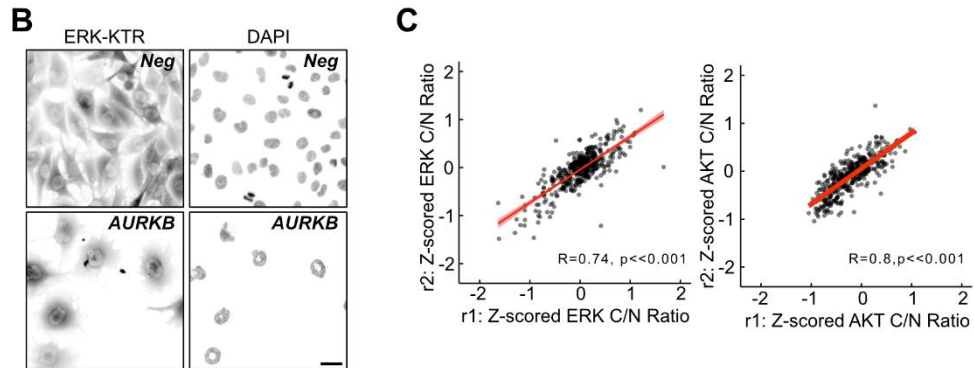 B
ERK-KTR
DAPI
Neg
Neg
AURKB
AURKB
C
r2: Z-scored ERK C/N Ratio
2
1
0
-1
-2
R=0.74, p<<0.001
-2
-1
0
1
2
r1: Z-scored ERK C/N Ratio
r2: Z-scored AKT C/N Ratio
2
1
0
-1
-2
R=0.8,p<<0.001
-2
-1
0
1
2
r1: Z-scored AKT C/N Ratio